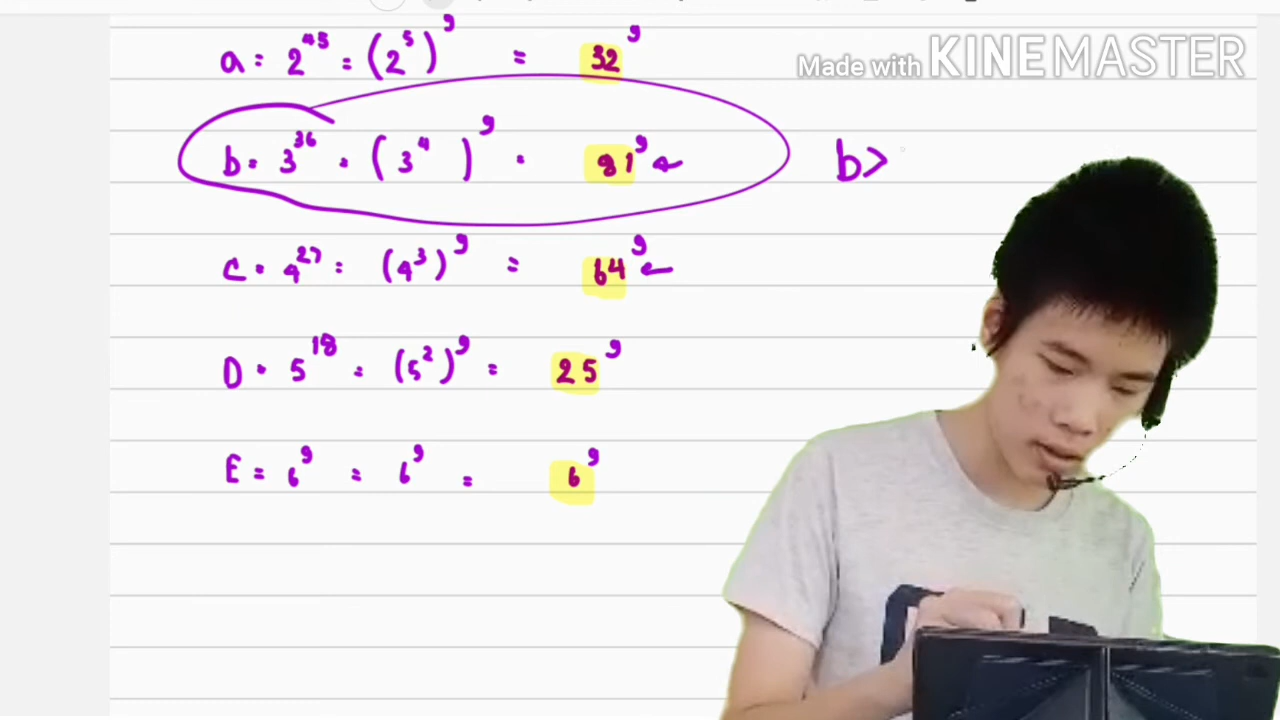 Made with KINEMASTER
a = 2^45 = (2^5)^9 = 32^9
b = 3^36 = (3^4)^9 = 81^9 b>
C = 4^27 = (4^3)^9 = 64^9
D = 5^18 = (5^2)^9 = 25^9
E = 6^9 = 6^9 = 6^9